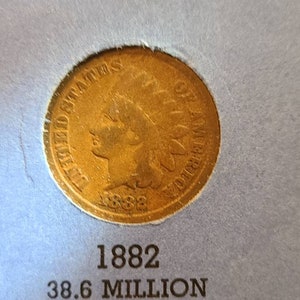 UNITED STATES OF AMERICA
1882
1882
38.6 MILLION